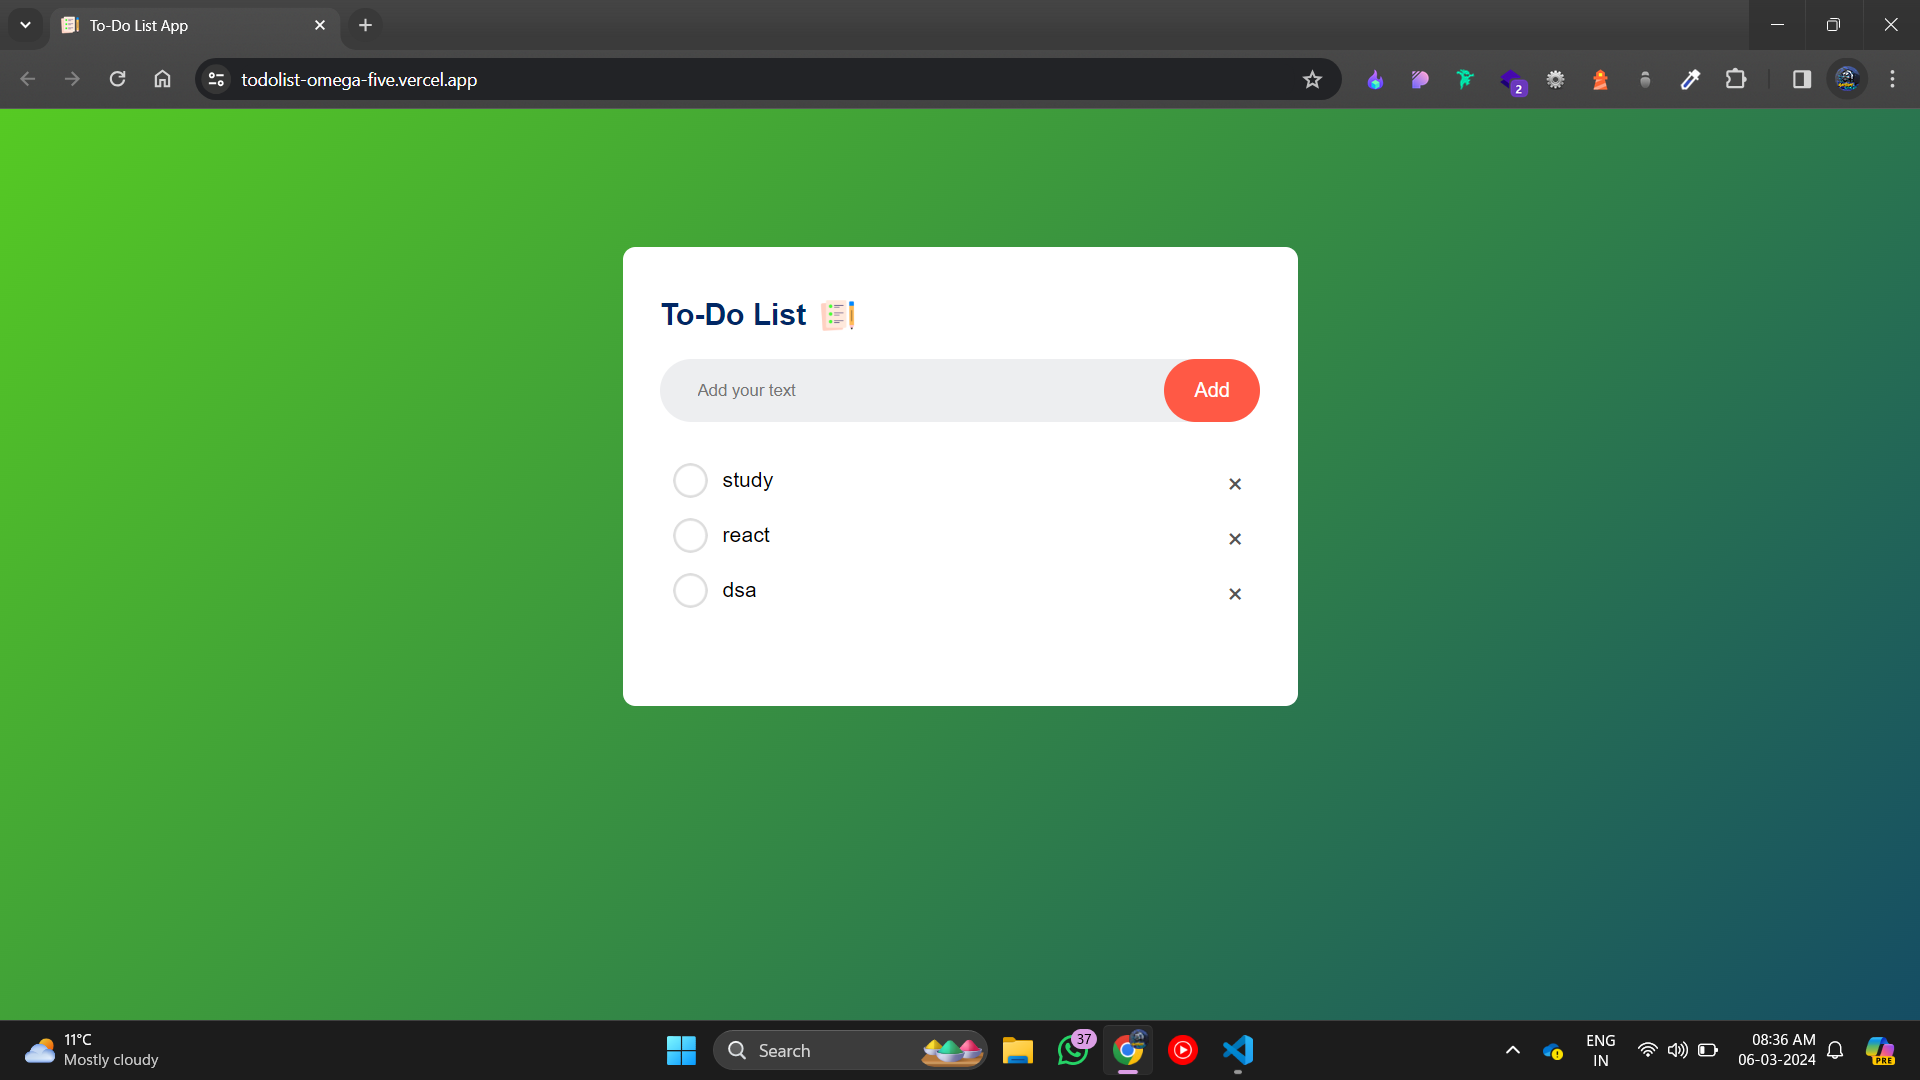 To-Do List App
todolist-omega-five.vercel.app
2
To-Do List
Add your text
Add
study
react
dsa
11°C
Mostly cloudy
Search
37
ENG
IN
08:36 AM
06-03-2024
PRE